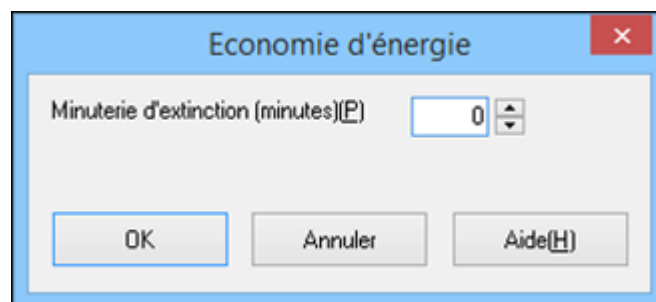 Economie d'énergie
Minuterie d'extinction (minutes)(P) 0
OK Annuler Aide(H)